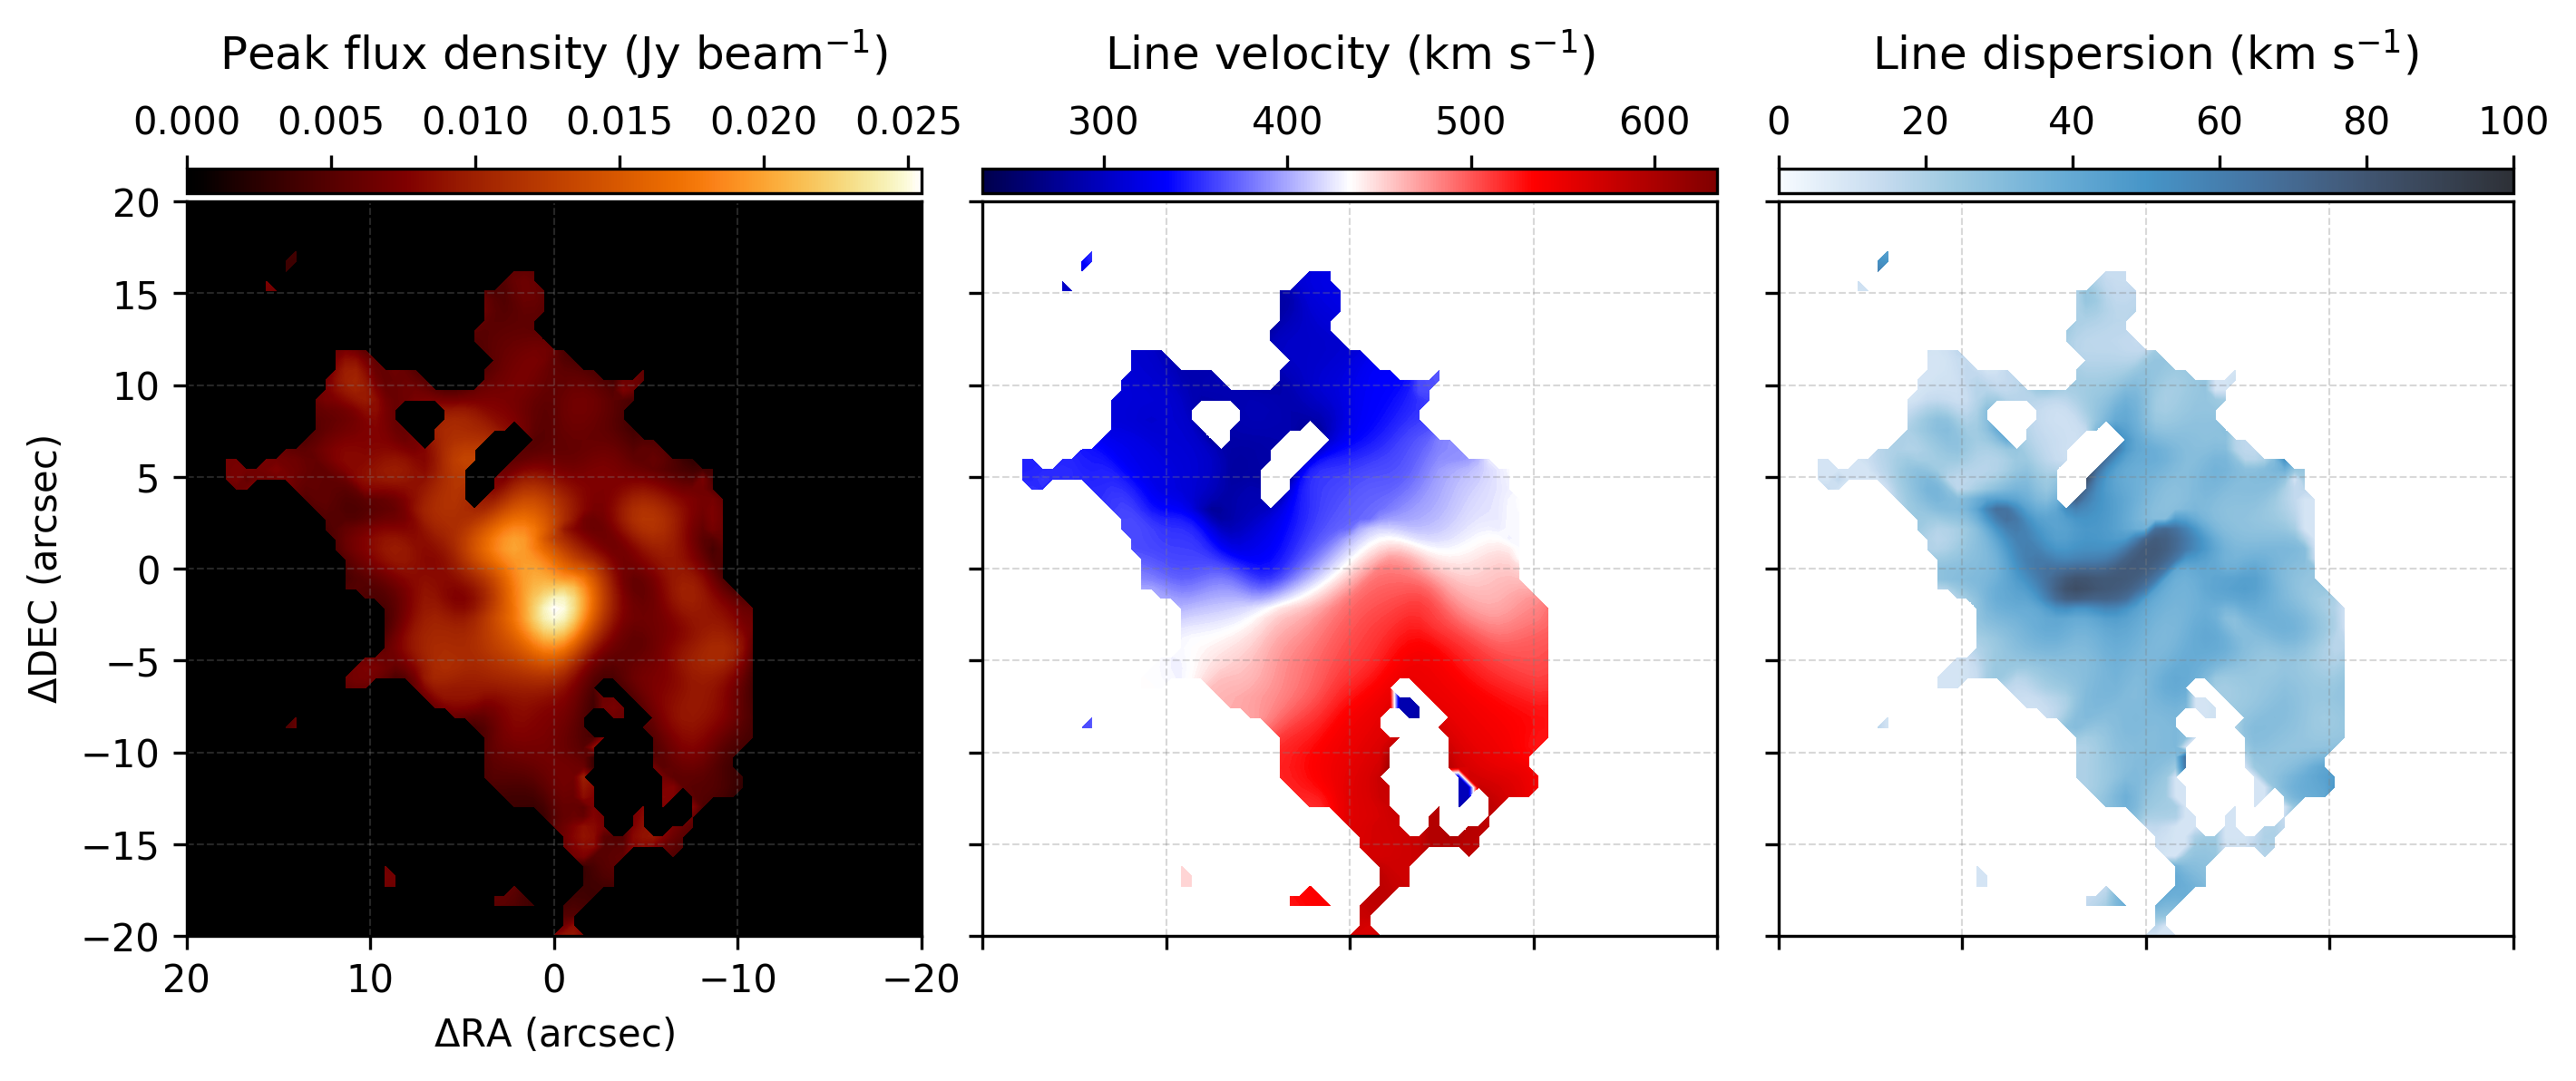 Peak flux density (Jy beam⁻¹) Line velocity (km s⁻¹) Line dispersion (km s⁻¹)
0.000 0.005 0.010 0.015 0.020 0.025 300 400 500 600 0 20 40 60 80 100
20
15
10
5
0
−5
−10
−15
−20
ΔDEC (arcsec)
20 10 0 −10 −20
ΔRA (arcsec)